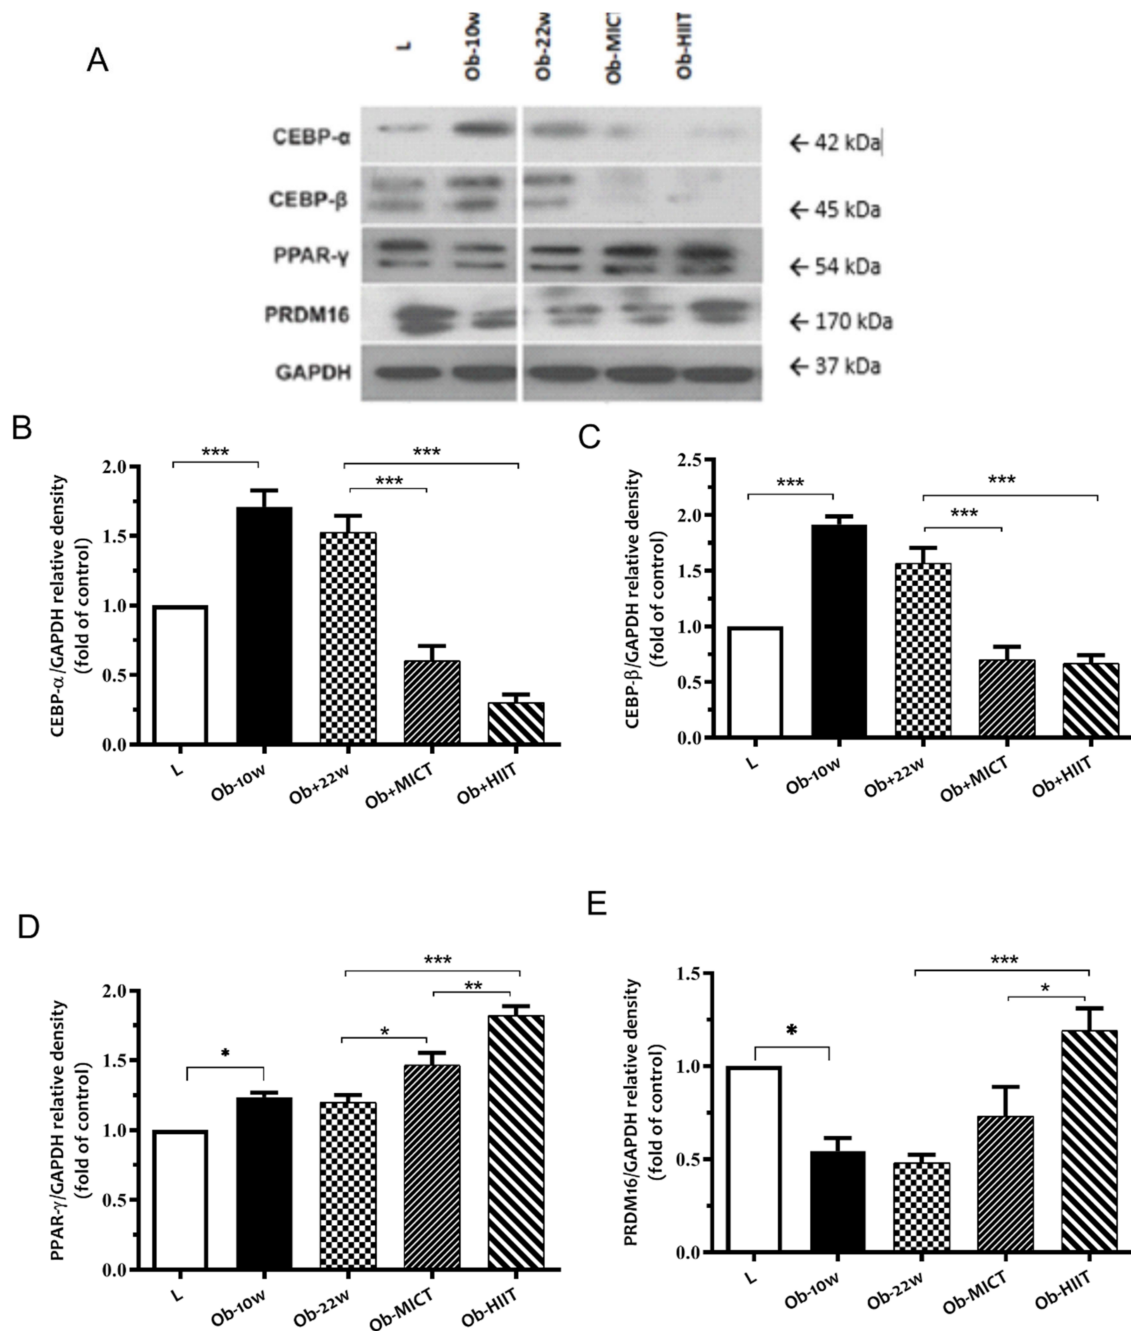 A
L
Ob-10w
Ob-22w
Ob-MICT
Ob-HIIT
CEBP-α
← 42 kDa
CEBP-β
← 45 kDa
PPAR-γ
← 54 kDa
PRDM16
← 170 kDa
GAPDH
← 37 kDa
B
CEBP-α/GAPDH relative density
(fold of control)
2.0
1.5
1.0
0.5
0.0
***
***
***
L
Ob-10w
Ob+22w
Ob+MICT
Ob+HIIT
C
CEBP-β/GAPDH relative density
(fold of control)
2.5
2.0
1.5
1.0
0.5
0.0
***
***
***
L
Ob-10w
Ob+22w
Ob+MICT
Ob+HIIT
D
PPAR-γ/GAPDH relative density
(fold of control)
2.0
1.5
1.0
0.5
0.0
*
***
**
*
L
Ob-10w
Ob-22w
Ob-MICT
Ob-HIIT
E
PRDM16/GAPDH relative density
(fold of control)
1.5
1.0
0.5
0.0
*
***
*
L
Ob-10w
Ob-22w
Ob-MICT
Ob-HIIT